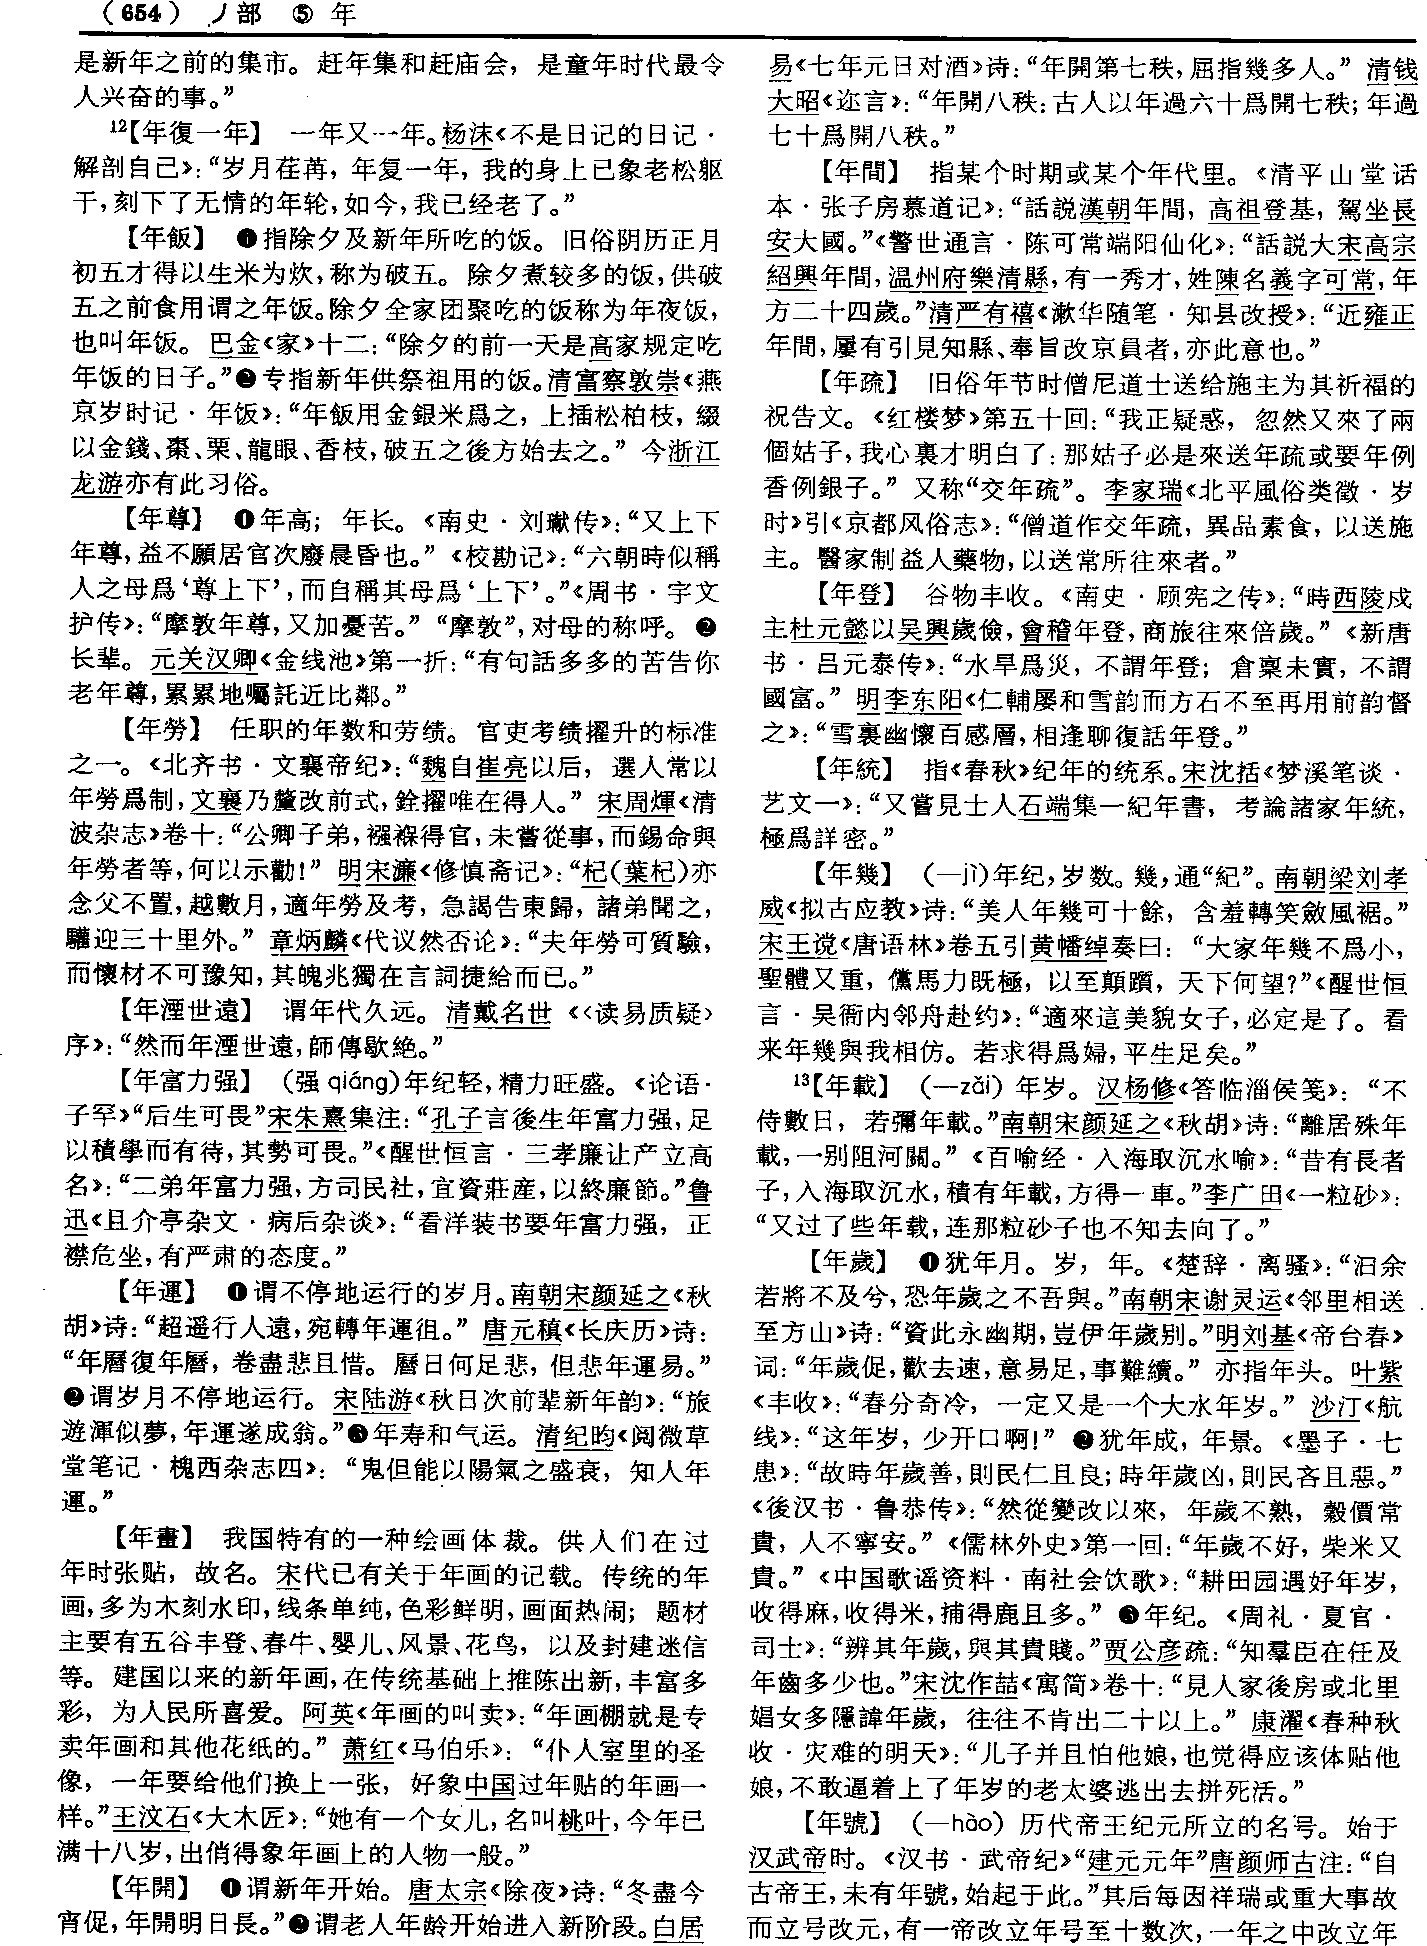 （654） 丿部 ⑤ 年
是新年之前的集市。赶年集和赶庙会，是童年时代最令
人兴奋的事。”
¹²【年復一年】 一年又一年。杨沫《不是日记的日记·
解剖自己》：“岁月荏苒，年复一年，我的身上已象老松躯
干，刻下了无情的年轮，如今，我已经老了。”
【年飯】 ❶指除夕及新年所吃的饭。旧俗阴历正月
初五才得以生米为炊，称为破五。除夕煮较多的饭，供破
五之前食用谓之年饭。除夕全家团聚吃的饭称为年夜饭，
也叫年饭。巴金《家》十二：“除夕的前一天是高家规定吃
年饭的日子。”❷专指新年供祭祖用的饭。清富察敦崇《燕
京岁时记·年饭》：“年飯用金銀米爲之，上插松柏枝，綴
以金錢、棗、栗、龍眼、香枝，破五之後方始去之。”今浙江
龙游亦有此习俗。
【年尊】 ❶年高；年长。《南史·刘瓛传》：“又上下
年尊，益不願居官次廢晨昏也。”《校勘记》：“六朝時似稱
人之母爲‘尊上下’，而自稱其母爲‘上下’。”《周书·宇文
护传》：“摩敦年尊，又加憂苦。”“摩敦”，对母的称呼。❷
长辈。元关汉卿《金线池》第一折：“有句話多多的苦告你
老年尊，累累地囑託近比鄰。”
【年勞】 任职的年数和劳绩。官吏考绩擢升的标准
之一。《北齐书·文襄帝纪》：“魏自崔亮以后，選人常以
年勞爲制，文襄乃釐改前式，銓擢唯在得人。”宋周煇《清
波杂志》卷十：“公卿子弟，襁褓得官，未嘗從事，而錫命與
年勞者等，何以示勸！”明宋濂《修慎斋记》：“杞（葉杞）亦
念父不置，越數月，適年勞及考，急謁告東歸，諸弟聞之，
驩迎三十里外。”章炳麟《代议然否论》：“夫年勞可質驗，
而懷材不可豫知，其魄兆獨在言詞捷給而已。”
【年湮世遠】 谓年代久远。清戴名世《〈读易质疑〉
序》：“然而年湮世遠，師傳歇絶。”
【年富力强】 （强 qiáng）年纪轻，精力旺盛。《论语·
子罕》“后生可畏”宋朱熹集注：“孔子言後生年富力强，足
以積學而有待，其勢可畏。”《醒世恒言·三孝廉让产立高
名》：“二弟年富力强，方司民社，宜資莊産，以終廉節。”鲁
迅《且介亭杂文·病后杂谈》：“看洋装书要年富力强，正
襟危坐，有严肃的态度。”
【年運】 ❶谓不停地运行的岁月。南朝宋颜延之《秋
胡》诗：“超遥行人遠，宛轉年運徂。”唐元稹《长庆历》诗：
“年曆復年曆，卷盡悲且惜。曆日何足悲，但悲年運易。”
❷谓岁月不停地运行。宋陆游《秋日次前辈新年韵》：“旅
遊渾似夢，年運遂成翁。”❸年寿和气运。清纪昀《阅微草
堂笔记·槐西杂志四》：“鬼但能以陽氣之盛衰，知人年
運。”
【年畫】 我国特有的一种绘画体裁。供人们在过
年时张贴，故名。宋代已有关于年画的记载。传统的年
画，多为木刻水印，线条单纯，色彩鲜明，画面热闹；题材
主要有五谷丰登、春牛、婴儿、风景、花鸟，以及封建迷信
等。建国以来的新年画，在传统基础上推陈出新，丰富多
彩，为人民所喜爱。阿英《年画的叫卖》：“年画棚就是专
卖年画和其他花纸的。”萧红《马伯乐》：“仆人室里的圣
像，一年要给他们换上一张，好象中国过年贴的年画一
样。”王汶石《大木匠》：“她有一个女儿，名叫桃叶，今年已
满十八岁，出俏得象年画上的人物一般。”
【年開】 ❶谓新年开始。唐太宗《除夜》诗：“冬盡今
宵促，年開明日長。”❷谓老人年龄开始进入新阶段。白居
易《七年元日对酒》诗：“年開第七秩，屈指幾多人。”清钱
大昭《迩言》：“年開八秩：古人以年過六十爲開七秩；年過
七十爲開八秩。”
【年間】 指某个时期或某个年代里。《清平山堂话
本·张子房慕道记》：“話説漢朝年間，高祖登基，駕坐長
安大國。”《警世通言·陈可常端阳仙化》：“話説大宋高宗
紹興年間，温州府樂清縣，有一秀才，姓陳名義字可常，年
方二十四歲。”清严有禧《漱华随笔·知县改授》：“近雍正
年間，屢有引見知縣、奉旨改京員者，亦此意也。”
【年疏】 旧俗年节时僧尼道士送给施主为其祈福的
祝告文。《红楼梦》第五十回：“我正疑惑，忽然又來了兩
個姑子，我心裏才明白了：那姑子必是來送年疏或要年例
香例銀子。”又称“交年疏”。李家瑞《北平風俗类徵·岁
时》引《京都风俗志》：“僧道作交年疏，異品素食，以送施
主。醫家制益人藥物，以送常所往來者。”
【年登】 谷物丰收。《南史·顾宪之传》：“時西陵戍
主杜元懿以吴興歲儉，會稽年登，商旅往來倍歲。”《新唐
书·吕元泰传》：“水旱爲災，不謂年登；倉稟未實，不謂
國富。”明李东阳《仁輔屡和雪韵而方石不至再用前韵督
之》：“雪裏幽懷百感層，相逢聊復話年登。”
【年統】 指《春秋》纪年的统系。宋沈括《梦溪笔谈·
艺文一》：“又嘗見士人石端集一紀年書，考論諸家年統，
極爲詳密。”
【年幾】 （—jì）年纪，岁数。幾，通“紀”。南朝梁刘孝
威《拟古应教》诗：“美人年幾可十餘，含羞轉笑斂風裾。”
宋王谠《唐语林》卷五引黄幡绰奏曰：“大家年幾不爲小，
聖體又重，儻馬力既極，以至顛躓，天下何望？”《醒世恒
言·吴衙内邻舟赴约》：“適來這美貌女子，必定是了。看
来年幾與我相仿。若求得爲婦，平生足矣。”
¹³【年載】 （—zǎi）年岁。汉杨修《答临淄侯笺》：“不
侍數日，若彌年載。”南朝宋颜延之《秋胡》诗：“離居殊年
載，一别阻河關。”《百喻经·入海取沉水喻》：“昔有長者
子，入海取沉水，積有年載，方得一車。”李广田《一粒砂》：
“又过了些年载，连那粒砂子也不知去向了。”
【年歲】 ❶犹年月。岁，年。《楚辞·离骚》：“汩余
若將不及兮，恐年歲之不吾與。”南朝宋谢灵运《邻里相送
至方山》诗：“資此永幽期，豈伊年歲别。”明刘基《帝台春》
词：“年歲促，歡去速，意易足，事難續。”亦指年头。叶紫
《丰收》：“春分奇冷，一定又是一个大水年岁。”沙汀《航
线》：“这年岁，少开口啊！”❷犹年成，年景。《墨子·七
患》：“故時年歲善，則民仁且良；時年歲凶，則民吝且惡。”
《後汉书·鲁恭传》：“然從變改以來，年歲不熟，穀價常
貴，人不寧安。”《儒林外史》第一回：“年歲不好，柴米又
貴。”《中国歌谣资料·南社会饮歌》：“耕田园遇好年岁，
收得麻，收得米，捕得鹿且多。”❸年纪。《周礼·夏官·
司士》：“辨其年歲，與其貴賤。”贾公彦疏：“知羣臣在任及
年齒多少也。”宋沈作喆《寓简》卷十：“見人家後房或北里
娼女多隱諱年歲，往往不肯出二十以上。”康濯《春种秋
收·灾难的明天》：“儿子并且怕他娘，也觉得应该体贴他
娘，不敢逼着上了年岁的老太婆逃出去拼死活。”
【年號】 （—hào）历代帝王纪元所立的名号。始于
汉武帝时。《汉书·武帝纪》“建元元年”唐颜师古注：“自
古帝王，未有年號，始起于此。”其后每因祥瑞或重大事故
而立号改元，有一帝改立年号至十数次，一年之中改立年